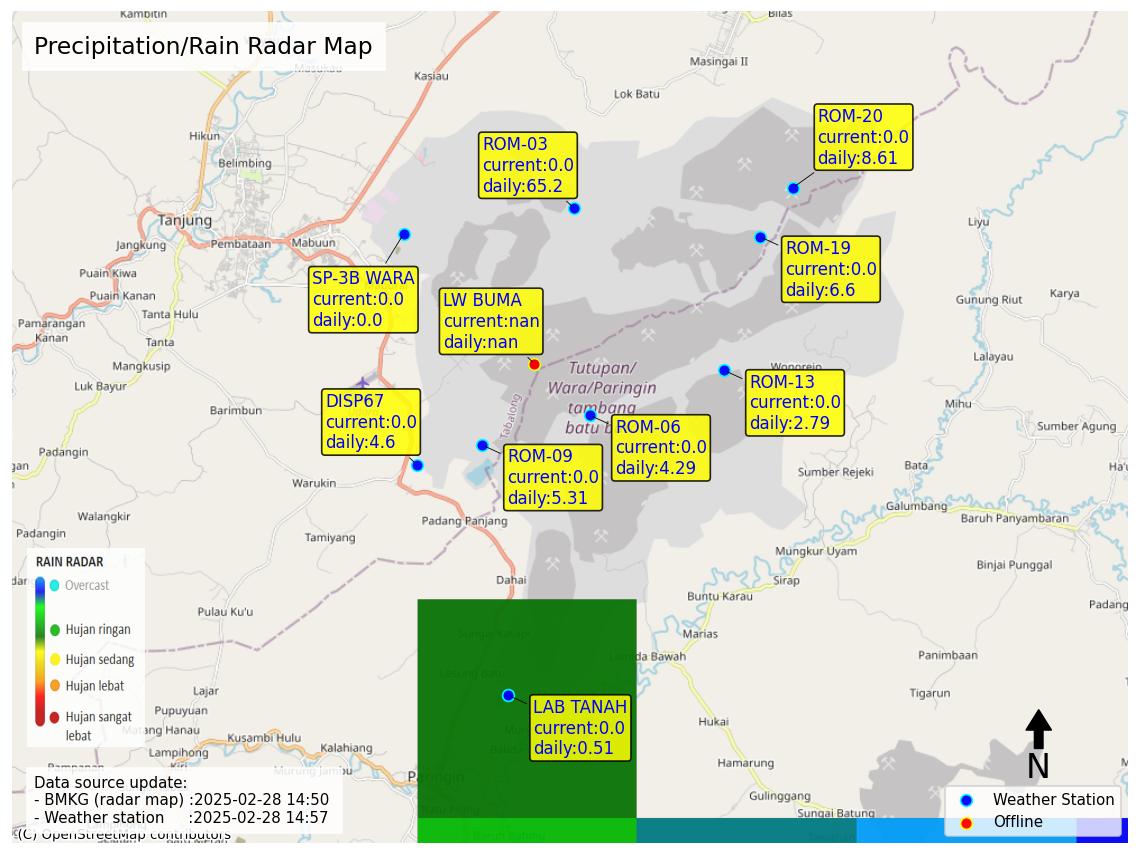 Kambitin
Bilas
Precipitation/Rain Radar Map
Masukau
Kasiau
Masingai II
Lok Batu
ROM-20
current:0.0
daily:8.61
Hikun
ROM-03
current:0.0
daily:65.2
Belimbing
Tanjung
Liyu
Jangkung
Pembataan
Mabuun
ROM-19
current:0.0
daily:6.6
Puain Kiwa
SP-3B WARA
current:0.0
daily:0.0
Puain Kanan
LW BUMA
current:nan
daily:nan
Gunung Riut
Karya
Tanta Hulu
Pamarangan
Kanan
Tanta
Lalayau
Mangkusip
Wonorejo
Tutupan/
Wara/Paringin
tambang
batu b
Luk Bayur
ROM-13
current:0.0
daily:2.79
DISP67
current:0.0
daily:4.6
Barimbun
Tabalong
Mihu
ROM-06
current:0.0
daily:4.29
Sumber Agung
Padangin
ROM-09
current:0.0
daily:5.31
gan
Bata
Ha'u
Sumber Rejeki
Warukin
Galumbang
Walangkir
Padang Panjang
Baruh Panyambaran
Padangin
Tamiyang
Mungkur Uyam
Binjai Punggal
RAIN RADAR
Overcast
Hujan ringan
Hujan sedang
Hujan lebat
Hujan sangat
lebat
Dahai
Sirap
Buntu Karau
Padang
Pulau Ku'u
Marias
Panimbaan
Lajar
Tigarun
Pupuyuan
LAB TANAH
current:0.0
daily:0.51
Matang Hanau
Hukai
Kusambi Hulu
Lampihong
Kalahiang
Hamarung
N
Murung Jambu
Paringin
Data source update:
- BMKG (radar map) :2025-02-28 14:50
- Weather station :2025-02-28 14:57
Gulinggang
Sungai Batung
Weather Station
Offline
(C) OpenStreetMap contributors